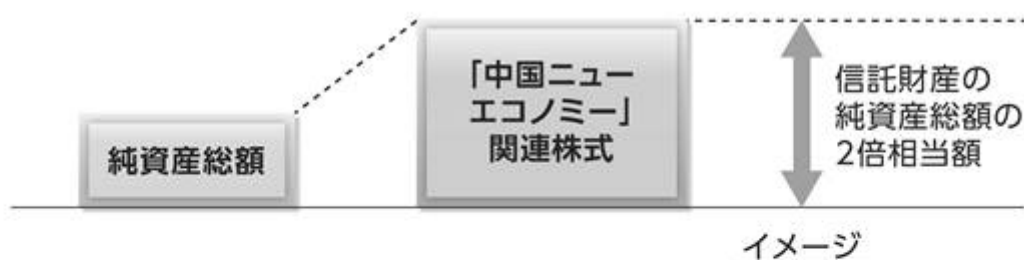 純資産総額
「中国ニュー
エコノミー」
関連株式
信託財産の
純資産総額の
2倍相当額
イメージ